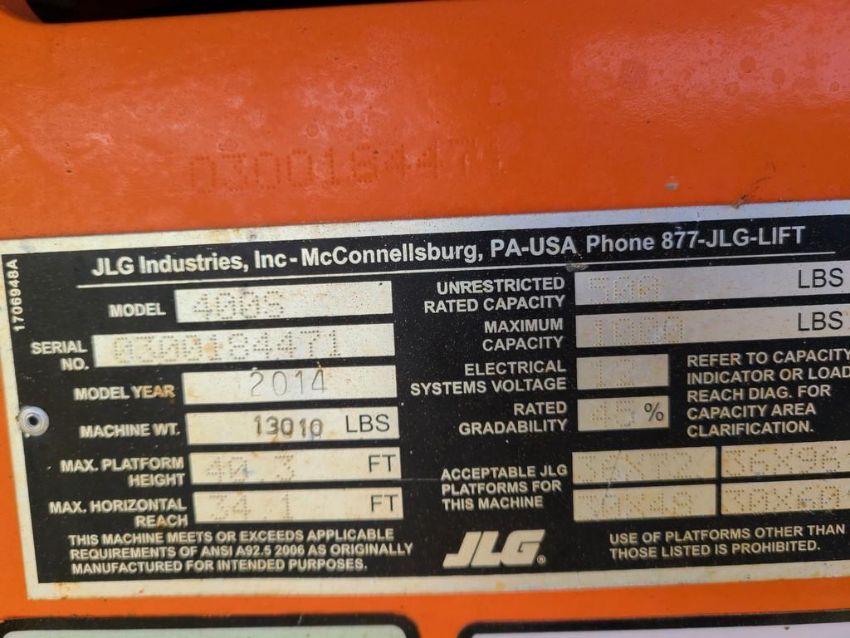 0300184471
JLG Industries, Inc - McConnellsburg, PA-USA Phone 877-JLG-LIFT
1706948A
MODEL 400S
SERIAL NO. 0300184471
MODEL YEAR 2014
MACHINE WT. 13010 LBS
MAX. PLATFORM HEIGHT 40.3 FT
MAX. HORIZONTAL REACH 34.1 FT
THIS MACHINE MEETS OR EXCEEDS APPLICABLE
REQUIREMENTS OF ANSI A92.5 2006 AS ORIGINALLY
MANUFACTURED FOR INTENDED PURPOSES.
UNRESTRICTED
RATED CAPACITY 500 LBS
MAXIMUM
CAPACITY 1000 LBS
ELECTRICAL
SYSTEMS VOLTAGE 12
RATED
GRADABILITY 45 %
REFER TO CAPACITY
INDICATOR OR LOAD
REACH DIAG. FOR
CAPACITY AREA
CLARIFICATION.
ACCEPTABLE JLG
PLATFORMS FOR
THIS MACHINE
36X72 36X96
30X48 30X60
JLG
USE OF PLATFORMS OTHER THAN
THOSE LISTED IS PROHIBITED.